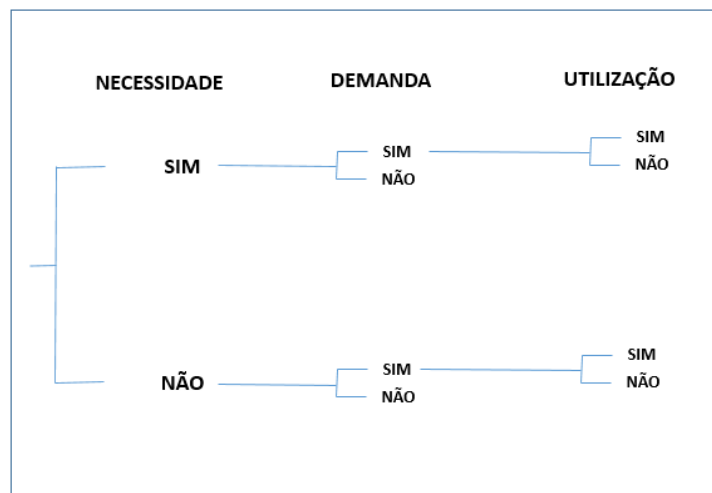 NECESSIDADE DEMANDA UTILIZAÇÃO
SIM SIM SIM
NÃO NÃO
NÃO SIM SIM
NÃO NÃO